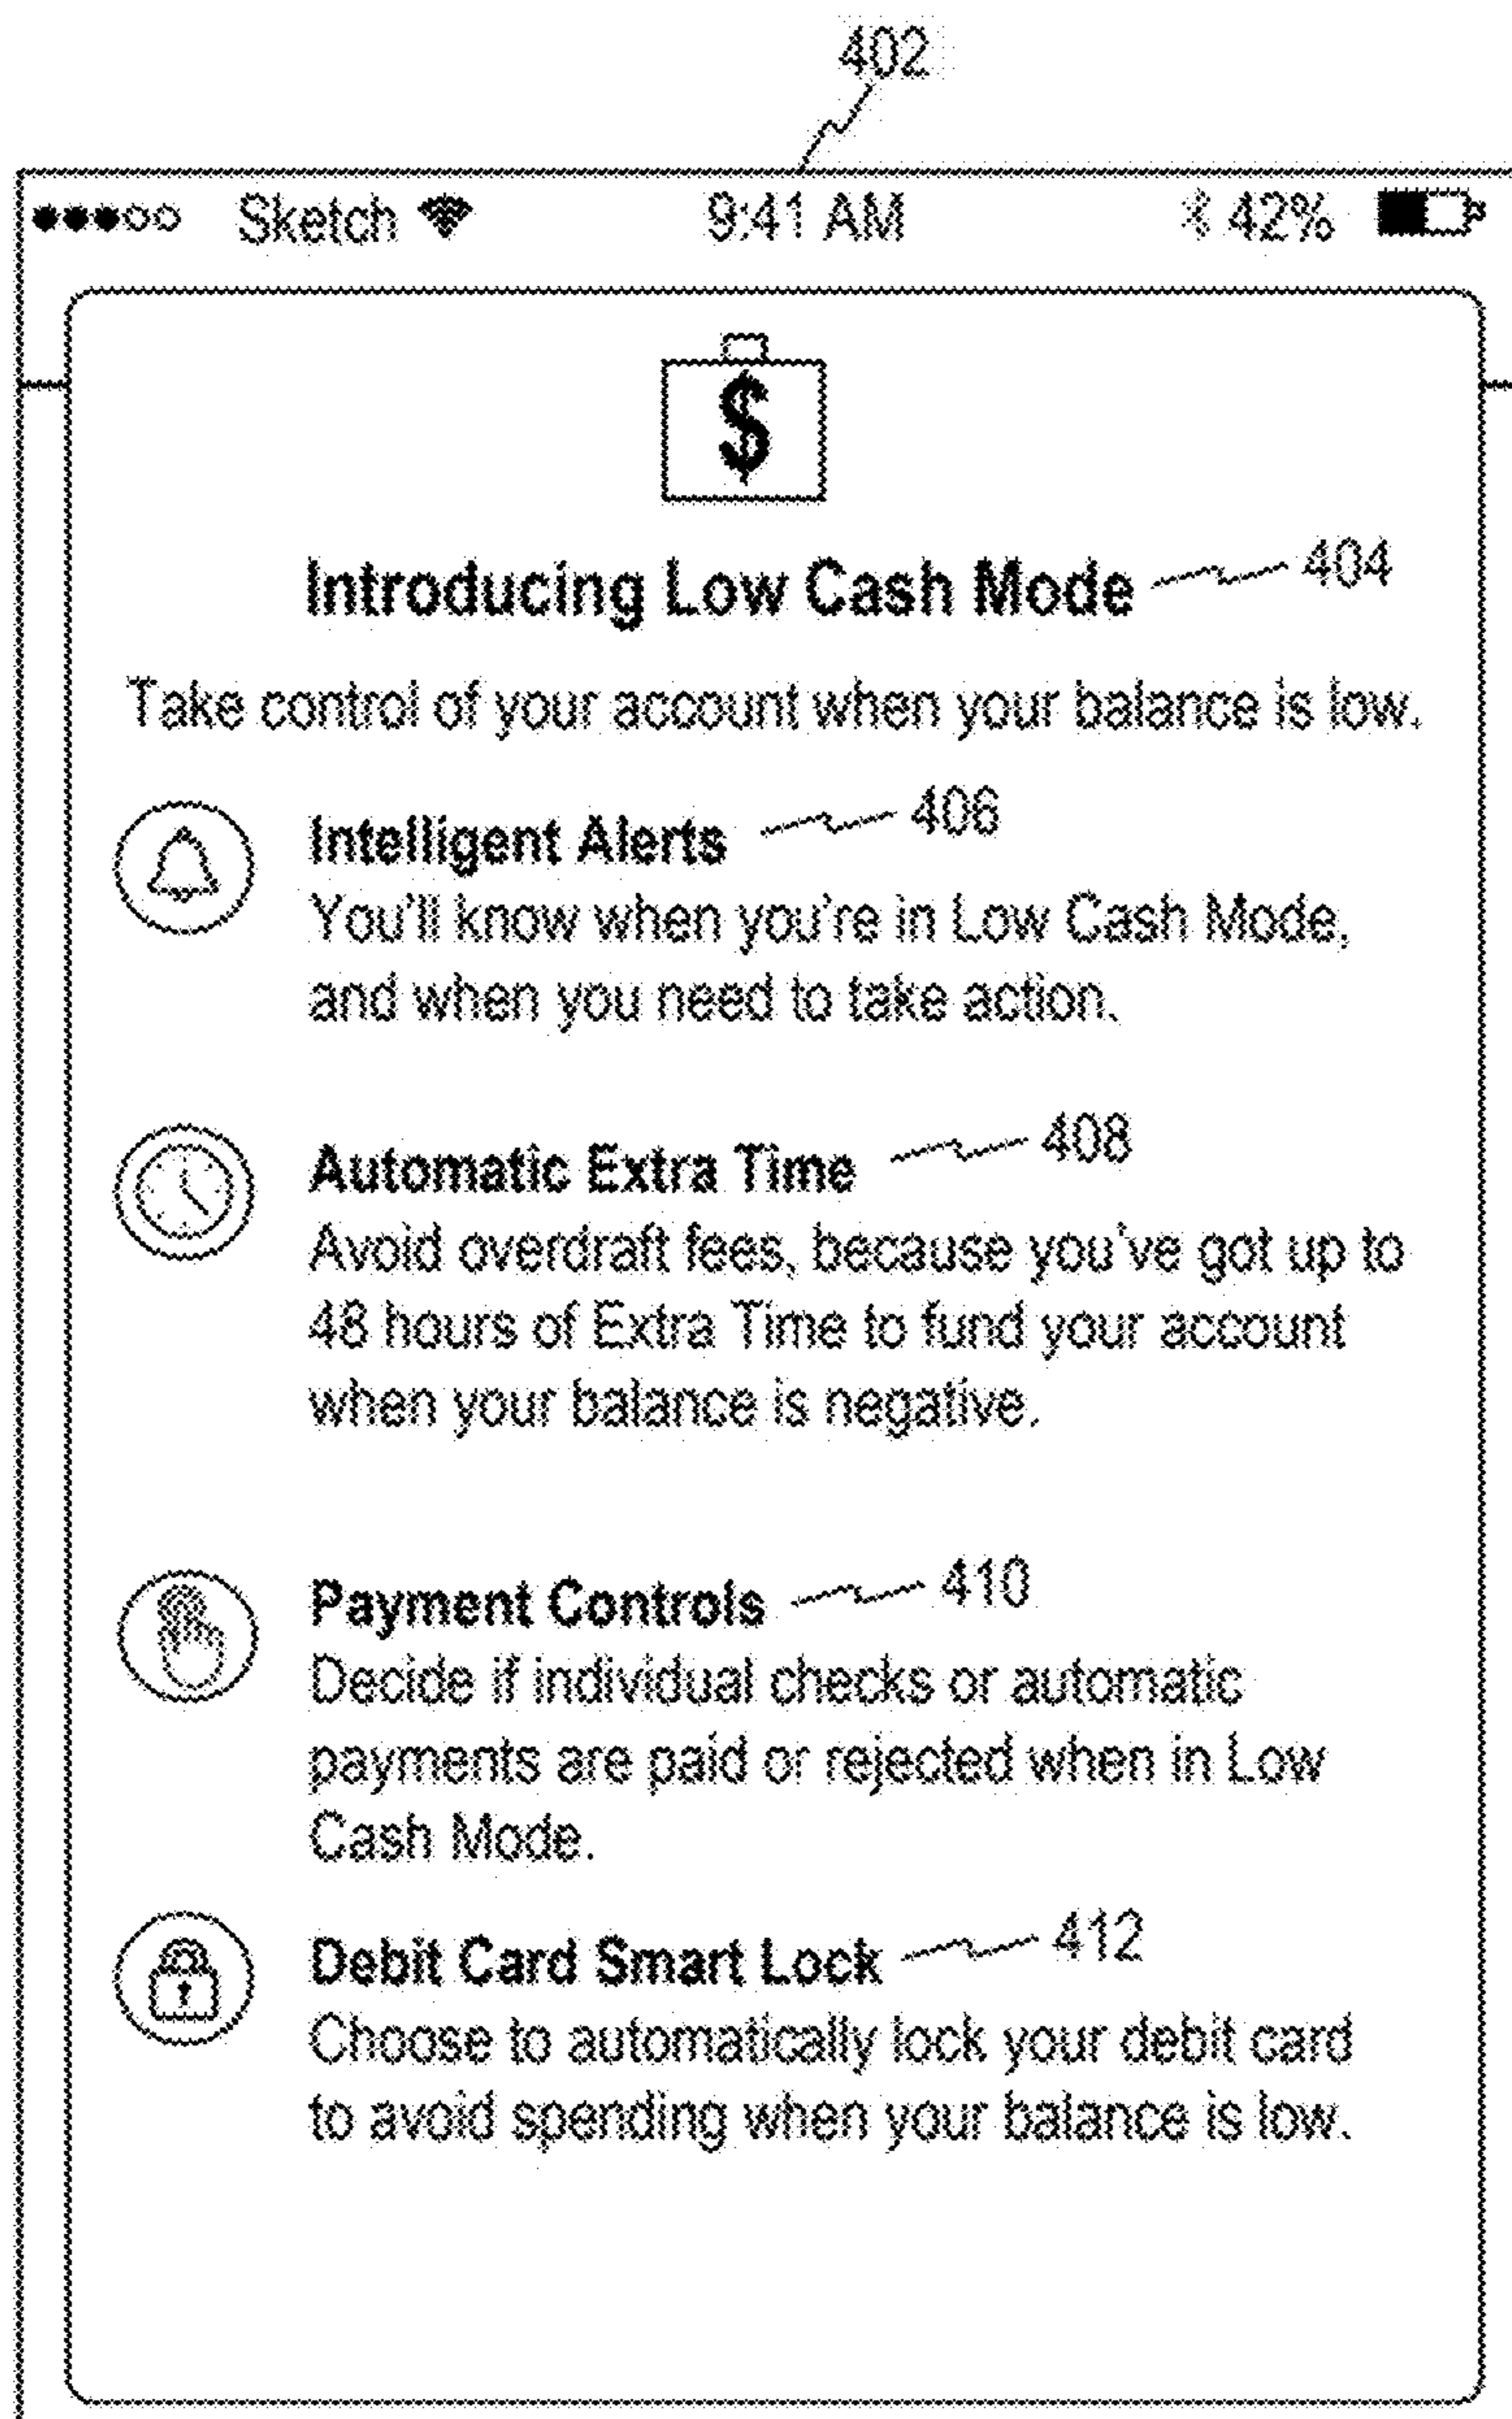 402
Sketch 9:41 AM 42%
$
Introducing Low Cash Mode 404
Take control of your account when your balance is low.
Intelligent Alerts 406
You'll know when you're in Low Cash Mode,
and when you need to take action.
Automatic Extra Time 408
Avoid overdraft fees, because you've got up to
48 hours of Extra Time to fund your account
when your balance is negative.
Payment Controls 410
Decide if individual checks or automatic
payments are paid or rejected when in Low
Cash Mode.
Debit Card Smart Lock 412
Choose to automatically lock your debit card
to avoid spending when your balance is low.